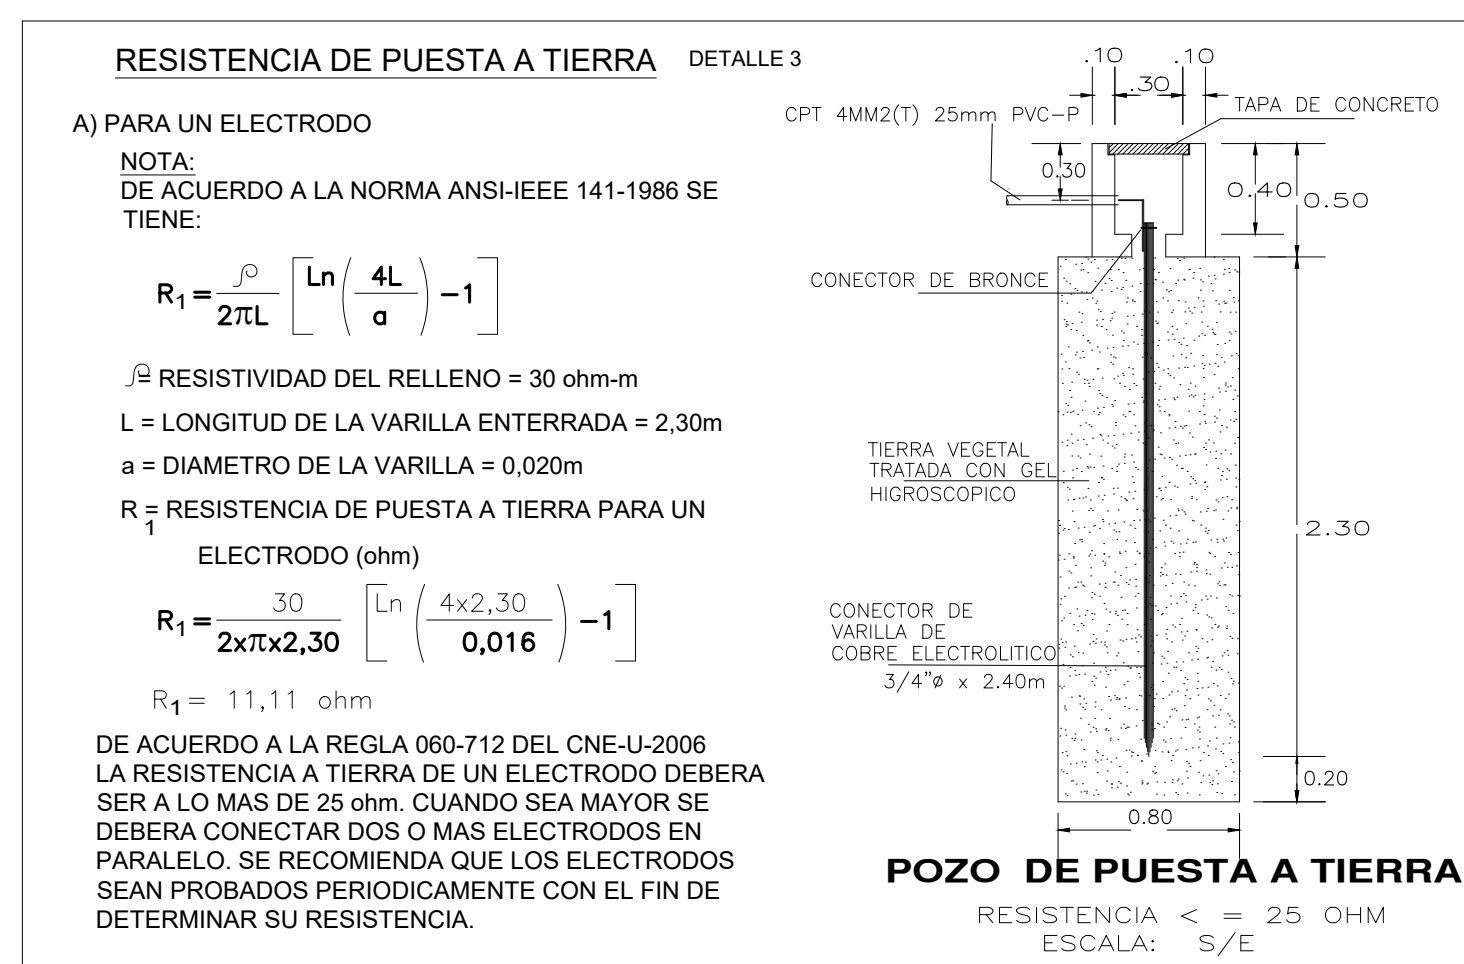 RESISTENCIA DE PUESTA A TIERRA DETALLE 3
A) PARA UN ELECTRODO
NOTA:
DE ACUERDO A LA NORMA ANSI-IEEE 141-1986 SE
TIENE:
R1 = ρ / 2πL [ Ln ( 4L / a ) −1 ]
ρ = RESISTIVIDAD DEL RELLENO = 30 ohm-m
L = LONGITUD DE LA VARILLA ENTERRADA = 2,30m
a = DIAMETRO DE LA VARILLA = 0,020m
R1 = RESISTENCIA DE PUESTA A TIERRA PARA UN
ELECTRODO (ohm)
R1 = 30 / 2xπx2,30 [ Ln ( 4x2,30 / 0,016 ) −1 ]
R1 = 11,11 ohm
DE ACUERDO A LA REGLA 060-712 DEL CNE-U-2006
LA RESISTENCIA A TIERRA DE UN ELECTRODO DEBERA
SER A LO MAS DE 25 ohm. CUANDO SEA MAYOR SE
DEBERA CONECTAR DOS O MAS ELECTRODOS EN
PARALELO. SE RECOMIENDA QUE LOS ELECTRODOS
SEAN PROBADOS PERIODICAMENTE CON EL FIN DE
DETERMINAR SU RESISTENCIA.
.10 .30 .10
CPT 4MM2(T) 25mm PVC-P
TAPA DE CONCRETO
0.30
0.40
0.50
CONECTOR DE BRONCE
TIERRA VEGETAL
TRATADA CON GEL
HIGROSCOPICO
2.30
CONECTOR DE
VARILLA DE
COBRE ELECTROLITICO
3/4"ø x 2.40m
0.20
0.80
POZO DE PUESTA A TIERRA
RESISTENCIA < = 25 OHM
ESCALA: S/E